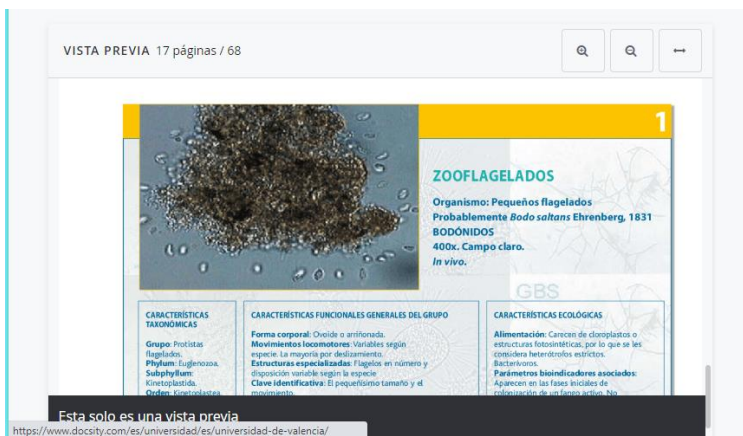 VISTA PREVIA 17 páginas / 68
1
ZOOFLAGELADOS
Organismo: Pequeños flagelados
Probablemente Bodo saltans Ehrenberg, 1831
BODÓNIDOS
400x. Campo claro.
In vivo.
GBS
CARACTERÍSTICAS
TAXONÓMICAS
Grupo: Protistas
flagelados.
Phylum: Euglenozoa.
Subphyllum:
Kinetoplastida.
Orden: Kinetoplastea.
CARACTERÍSTICAS FUNCIONALES GENERALES DEL GRUPO
Forma corporal: Ovoide o arriñonada.
Movimientos locomotores: Variables según
especie. La mayoría por deslizamiento.
Estructuras especializadas: Flagelos en número y
disposición variable según la especie
Clave identificativa: El pequeñísimo tamaño y el
movimiento.
CARACTERÍSTICAS ECOLÓGICAS
Alimentación: Carecen de cloroplastos o
estructuras fotosintéticas, por lo que se les
considera heterótrofos estrictos.
Bacterívoros.
Parámetros bioindicadores asociados:
Aparecen en las fases iniciales de
colonización de un fango activo. No
Esta solo es una vista previa
https://www.docsity.com/es/universidad/es/universidad-de-valencia/